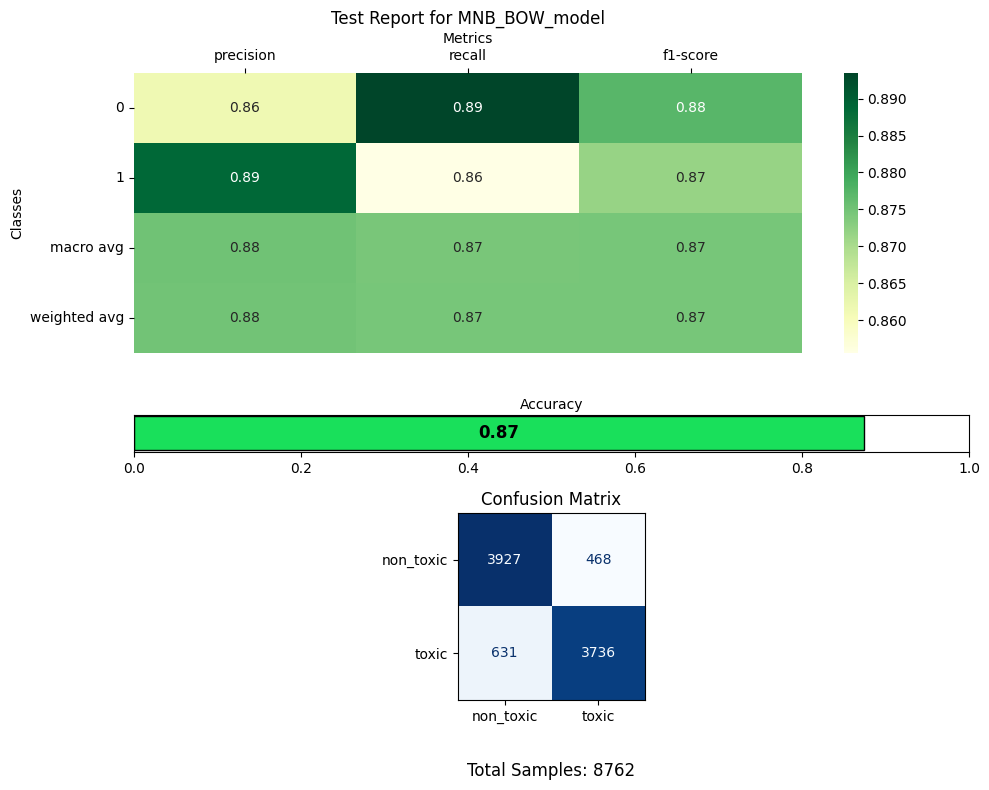 Test Report for MNB_BOW_model
Metrics
precision recall f1-score
Classes
0 0.86 0.89 0.88
1 0.89 0.86 0.87
macro avg 0.88 0.87 0.87
weighted avg 0.88 0.87 0.87
0.890
0.885
0.880
0.875
0.870
0.865
0.860
Accuracy
0.87
0.0 0.2 0.4 0.6 0.8 1.0
Confusion Matrix
non_toxic 3927 468
toxic 631 3736
non_toxic toxic
Total Samples: 8762